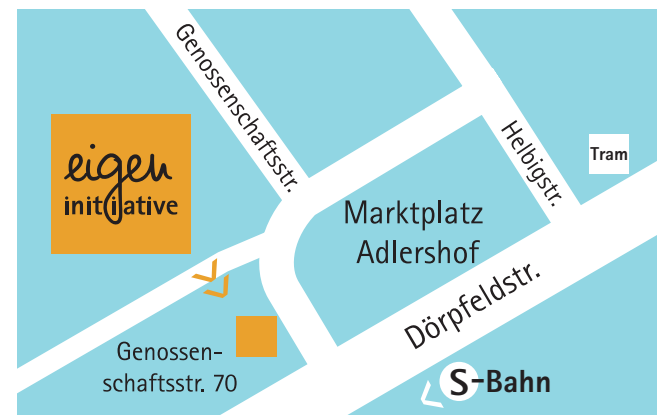 Genossenschaftsstr.
eigen
initiative
Helbigstr.
Tram
Marktplatz
Adlershof
Dörpfeldstr.
Genossen-
schaftsstr. 70
S-Bahn